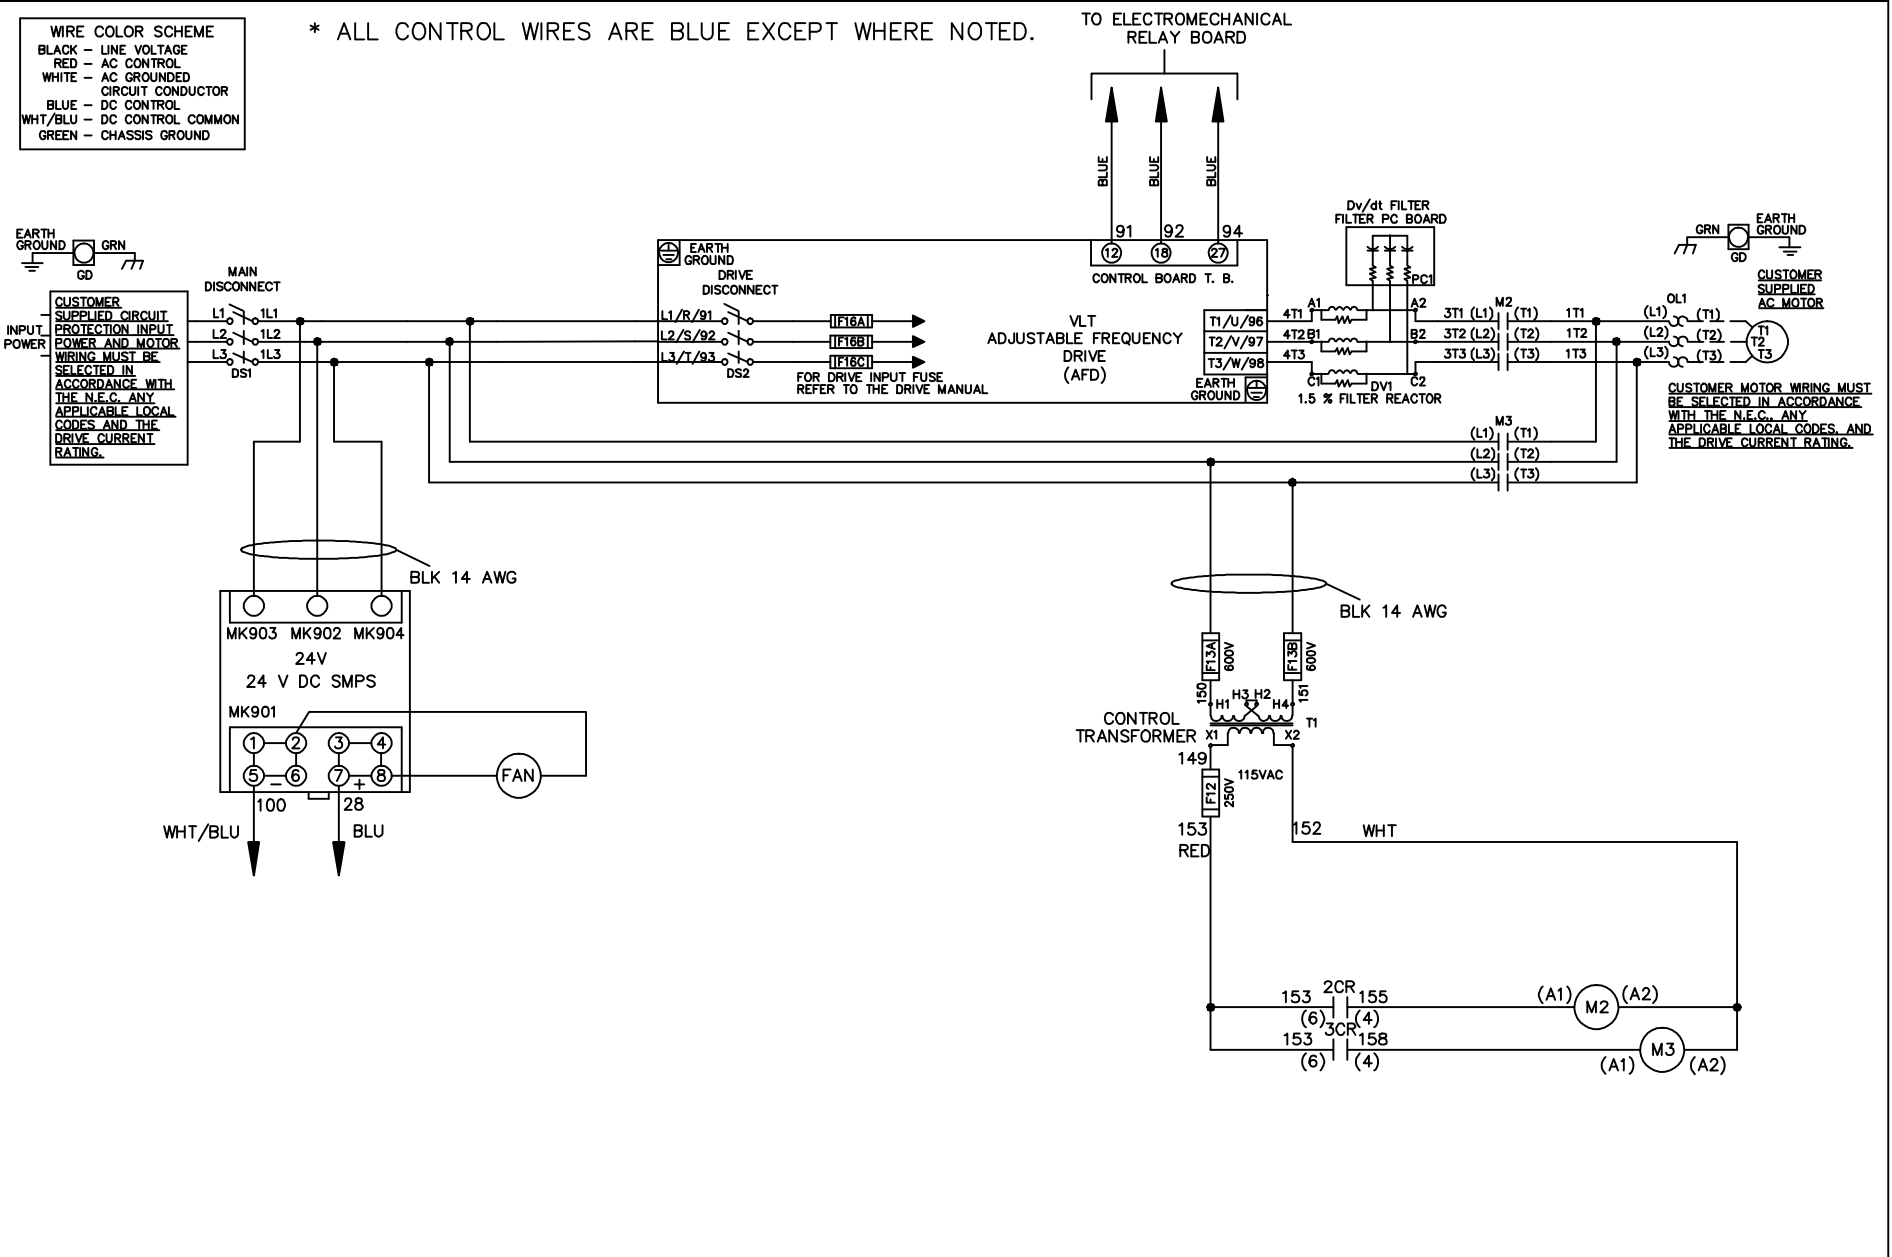 WIRE COLOR SCHEME
BLACK – LINE VOLTAGE
RED – AC CONTROL
WHITE – AC GROUNDED
CIRCUIT CONDUCTOR
BLUE – DC CONTROL
WHT/BLU – DC CONTROL COMMON
GREEN – CHASSIS GROUND
* ALL CONTROL WIRES ARE BLUE EXCEPT WHERE NOTED.
TO ELECTROMECHANICAL
RELAY BOARD
BLUE
BLUE
BLUE
91
92
94
12
18
27
CONTROL BOARD T. B.
EARTH
GROUND
GRN
GD
INPUT
POWER
CUSTOMER
SUPPLIED CIRCUIT
PROTECTION INPUT
POWER AND MOTOR
WIRING MUST BE
SELECTED IN
ACCORDANCE WITH
THE N.E.C. ANY
APPLICABLE LOCAL
CODES AND THE
DRIVE CURRENT
RATING.
MAIN
DISCONNECT
L1
1L1
L2
1L2
L3
1L3
DS1
EARTH
GROUND
DRIVE
DISCONNECT
L1/R/91
L2/S/92
L3/T/93
DS2
F16A
F16B
F16C
FOR DRIVE INPUT FUSE
REFER TO THE DRIVE MANUAL
VLT
ADJUSTABLE FREQUENCY
DRIVE
(AFD)
T1/U/96
T2/V/97
T3/W/98
EARTH
GROUND
Dv/dt FILTER
FILTER PC BOARD
PC1
4T1
A1
A2
4T2
B1
B2
4T3
C1
C2
DV1
1.5 % FILTER REACTOR
M2
3T1 (L1)
(T1)
1T1
3T2 (L2)
(T2)
1T2
3T3 (L3)
(T3)
1T3
OL1
(L1)
(T1)
(L2)
(T2)
(L3)
(T3)
T1
T2
T3
GRN
EARTH
GROUND
GD
CUSTOMER
SUPPLIED
AC MOTOR
CUSTOMER MOTOR WIRING MUST
BE SELECTED IN ACCORDANCE
WITH THE N.E.C., ANY
APPLICABLE LOCAL CODES, AND
THE DRIVE CURRENT RATING.
M3
(L1)
(T1)
(L2)
(T2)
(L3)
(T3)
BLK 14 AWG
MK903
MK902
MK904
24V
24 V DC SMPS
MK901
1
2
3
4
5
–
6
7
+
8
FAN
100
28
WHT/BLU
BLU
BLK 14 AWG
F13A
600V
F13B
600V
150
151
H1
H3
H2
H4
T1
CONTROL
TRANSFORMER
X1
X2
149
115VAC
F12
250V
153
RED
152
WHT
153
2CR
155
(6)
(4)
(A1)
M2
(A2)
153
3CR
158
(6)
(4)
(A1)
M3
(A2)